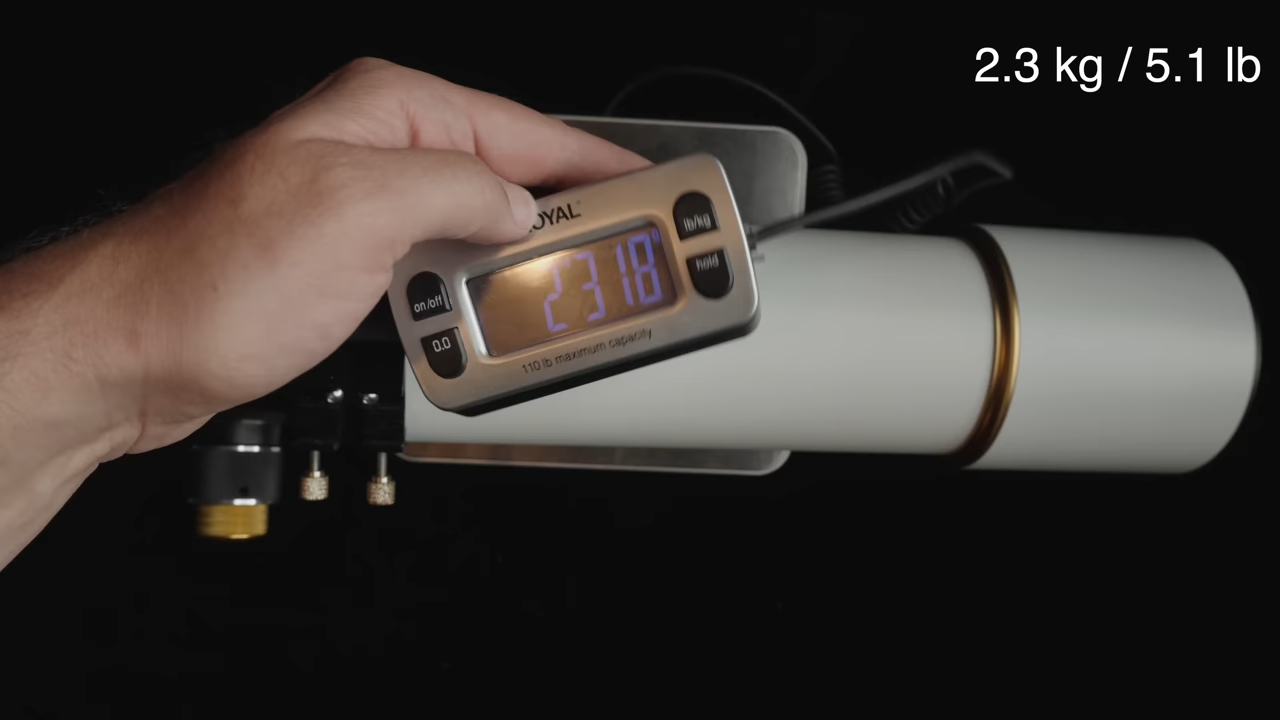 2.3 kg / 5.1 lb
OYAL
lb/kg
2318
hold
on/off
0.0
110 lb maximum capacity